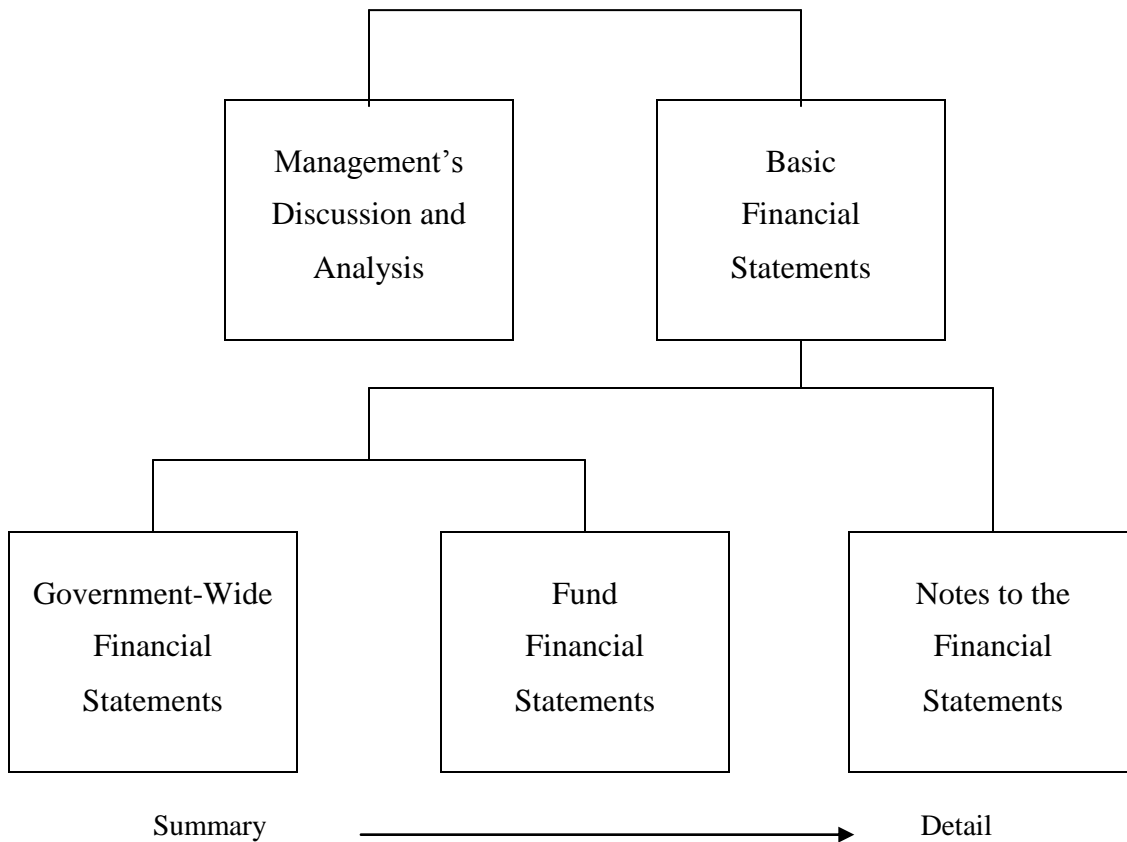 Management’s
Discussion and
Analysis
Basic
Financial
Statements
Government-Wide
Financial
Statements
Fund
Financial
Statements
Notes to the
Financial
Statements
Summary
Detail